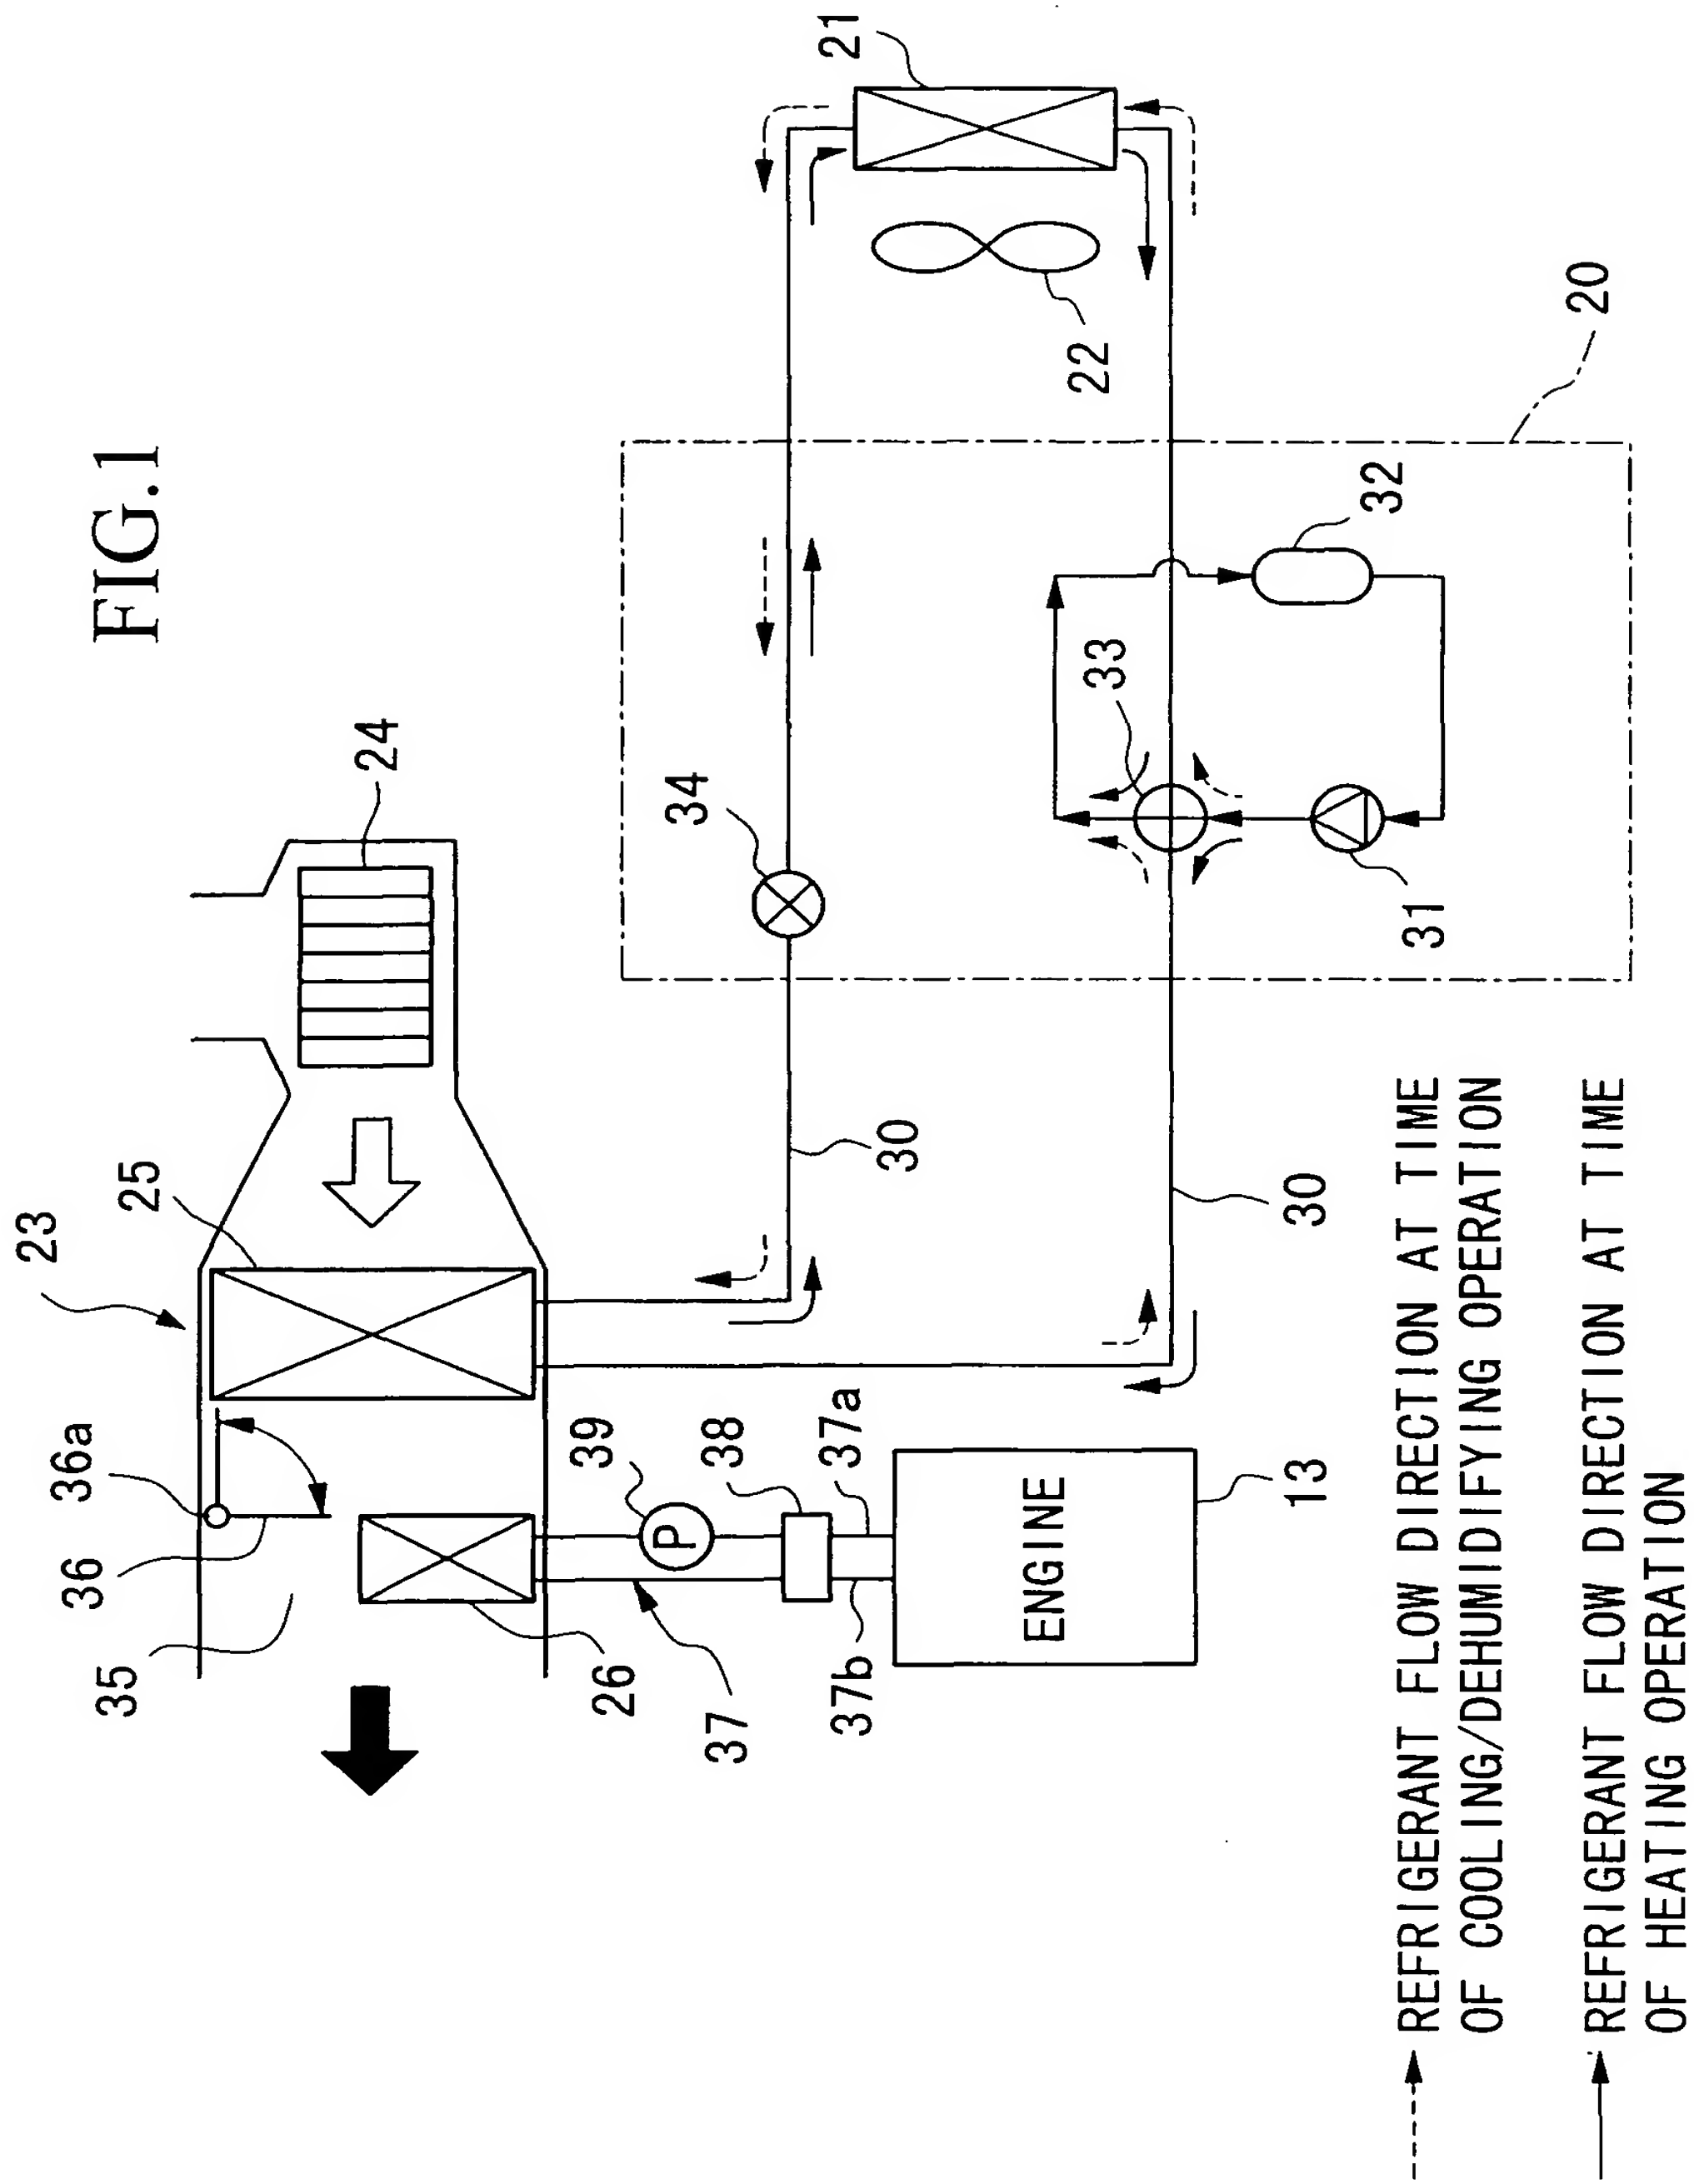 FIG.1
23
25
24
36a
36
35
26
39
38
37a
37
37b
ENGINE
13
30
30
34
33
31
32
20
21
22
REFRIGERANT FLOW DIRECTION AT TIME
OF COOLING/DEHUMIDIFYING OPERATION
REFRIGERANT FLOW DIRECTION AT TIME
OF HEATING OPERATION
P